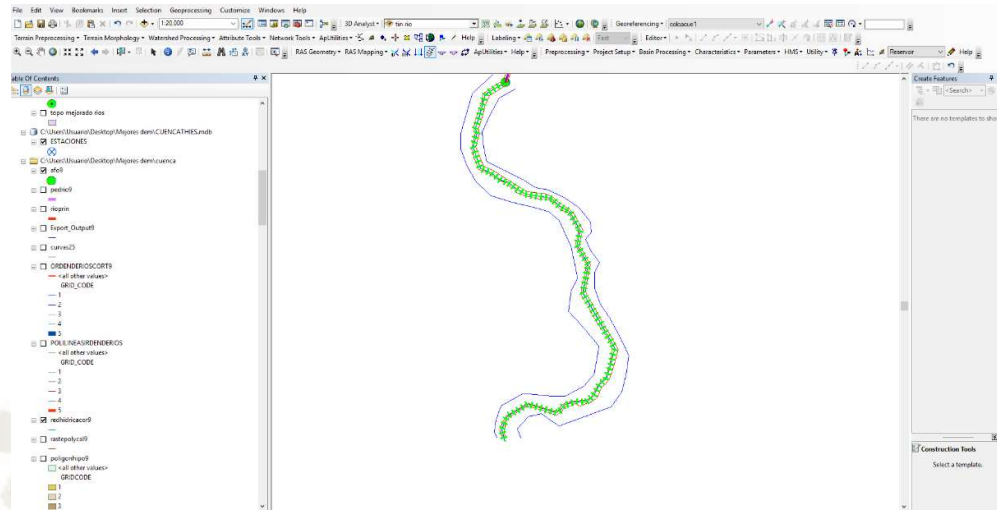 File Edit View Bookmarks Insert Selection Geoprocessing Customize Windows Help
1:20,000 3D Analyst tin rio Georeferencing colcacue1
Terrain Preprocessing Terrain Morphology Watershed Processing Attribute Tools Network Tools ApUtilities Help Labeling Fast Editor
RAS Geometry RAS Mapping ApUtilities Help Preprocessing Project Setup Basin Processing Characteristics Parameters HMS Utility Reservor Help
able Of Contents
Create Features
<Search>
There are no templates to sho
topo mejorado rios
C:\Users\Usuario\Desktop\Mejores dem\CUENCATHIES.mdb
ESTACIONES
C:\Users\Usuario\Desktop\Mejores dem\cuenca
afo9
pedrio9
rioprin
Export_Output9
curvas25
ORDENDERIOSCORT9
<all other values>
GRID_CODE
1
2
3
4
5
POLILINEASIRDENDERIOS
<all other values>
GRID_CODE
1
2
3
4
5
redhidricacor9
rastepolycal9
poligonhipo9
<all other values>
GRIDCODE
1
2
3
Construction Tools
Select a template.